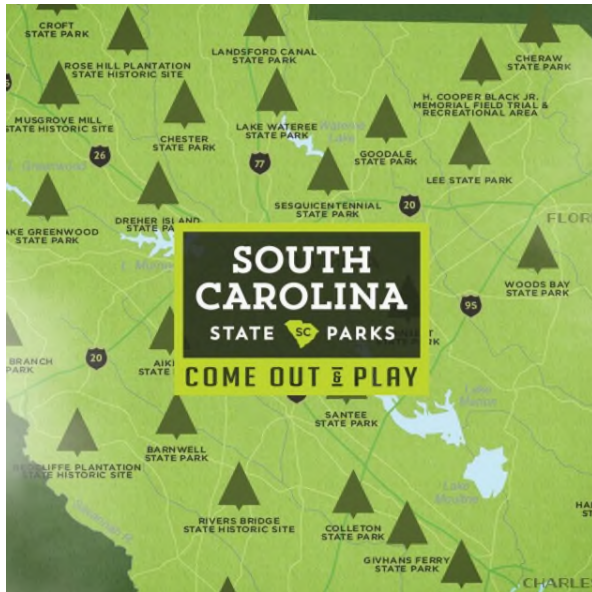 CROFT
STATE PARK
LANDSFORD CANAL
STATE PARK
CHERAW
STATE PARK
ROSE HILL PLANTATION
STATE HISTORIC SITE
H. COOPER BLACK JR.
MEMORIAL FIELD TRIAL &
RECREATIONAL AREA
MUSGROVE MILL
STATE HISTORIC SITE
CHESTER
STATE PARK
LAKE WATEREE
STATE PARK
Wateree
Lake
GOODALE
STATE PARK
26
77
L. Greenwood
LEE STATE PARK
SESQUICENTENNIAL
STATE PARK
20
DREHER ISLAND
STATE
LAKE GREENWOOD
STATE PARK
SOUTH
CAROLINA
STATE SC PARKS
COME OUT & PLAY
WOODS BAY
STATE PARK
95
20
BRANCH
PARK
STATE
Lake
Marion
SANTEE
STATE PARK
BARNWELL
STATE PARK
REDCLIFFE PLANTATION
STATE HISTORIC SITE
Lake
Moultrie
Savannah R.
RIVERS BRIDGE
STATE HISTORIC SITE
COLLETON
STATE PARK
GIVHANS FERRY
STATE PARK